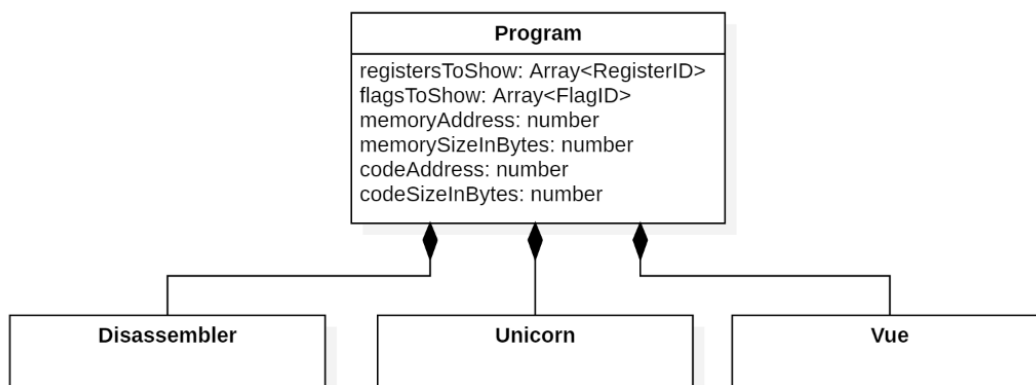 Program
registersToShow: Array<RegisterID>
flagsToShow: Array<FlagID>
memoryAddress: number
memorySizeInBytes: number
codeAddress: number
codeSizeInBytes: number
Disassembler
Unicorn
Vue